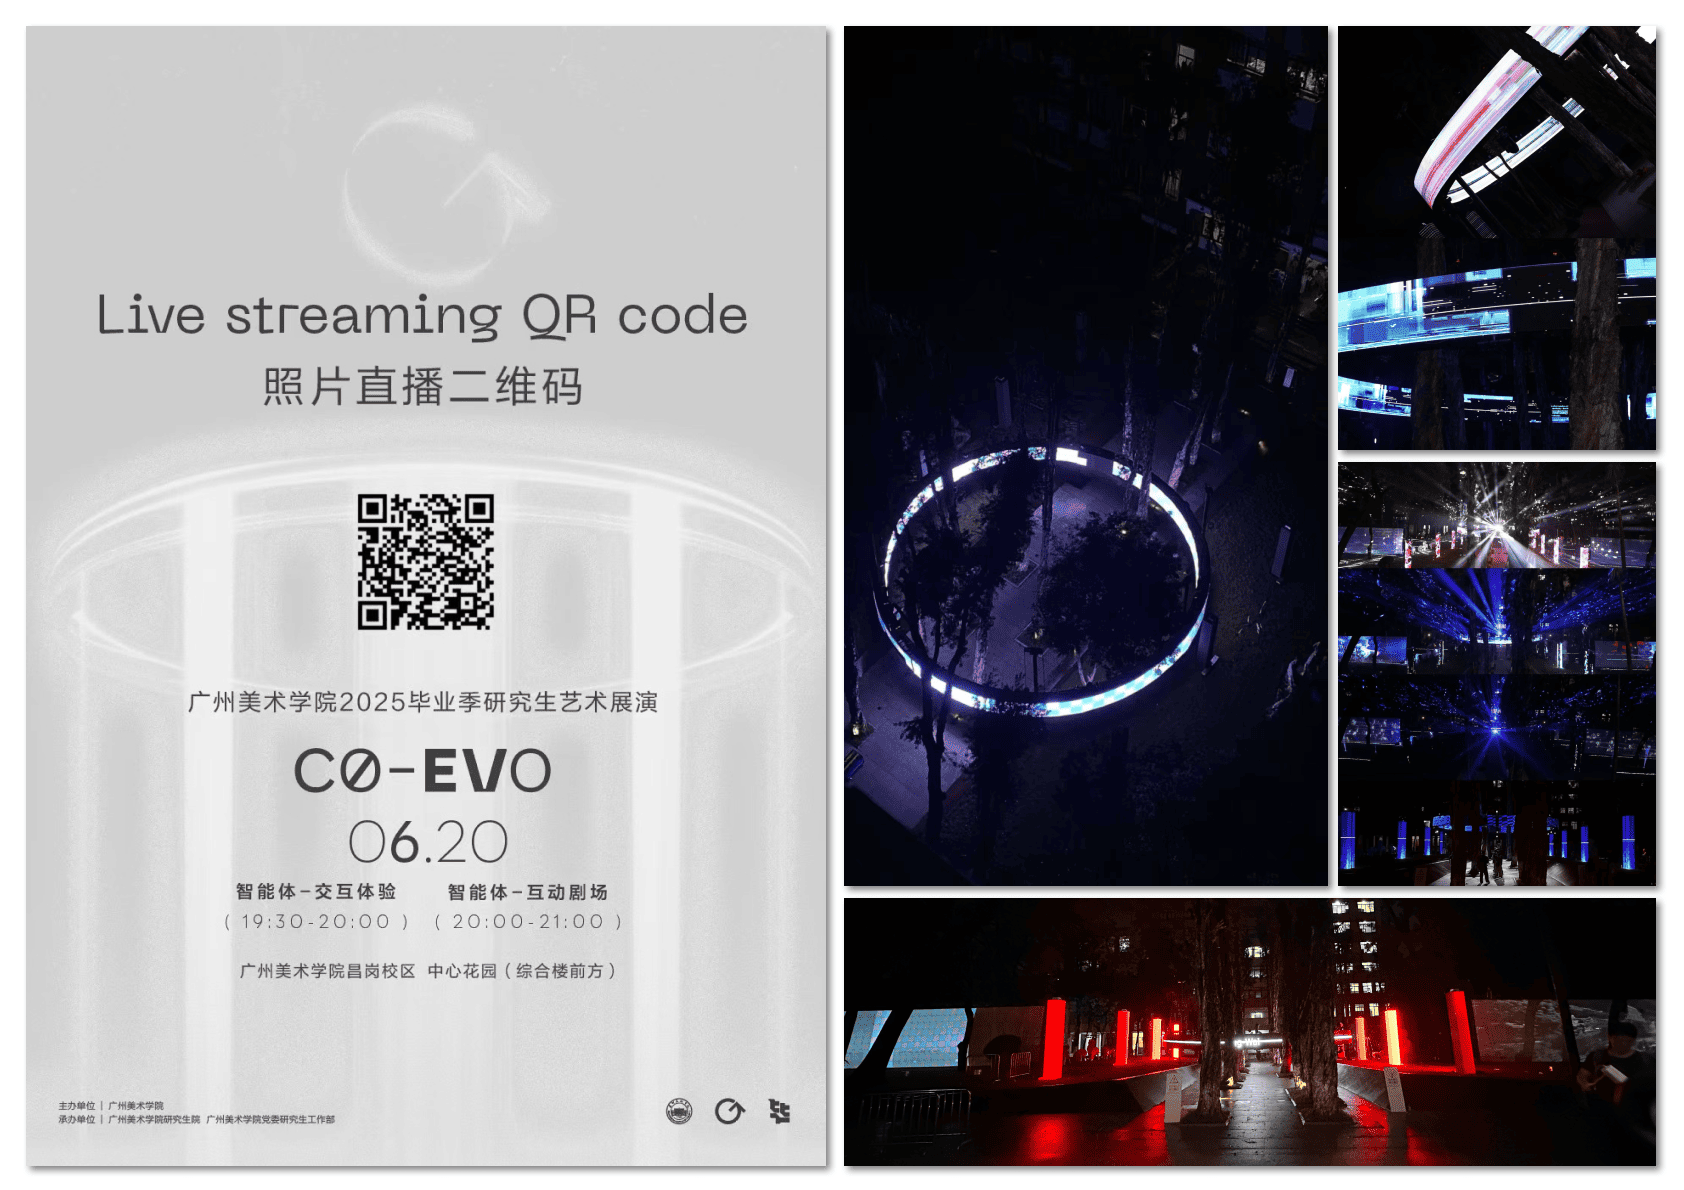 Live streaming QR code
照片直播二维码
广州美术学院2025毕业季研究生艺术展演
CØ-EVO
06.20
智能体-交互体验 智能体-互动剧场
( 19:30-20:00 ) ( 20:00-21:00 )
广州美术学院昌岗校区 中心花园（综合楼前方）
主办单位 | 广州美术学院
承办单位 | 广州美术学院研究生院 广州美术学院党委研究生工作部